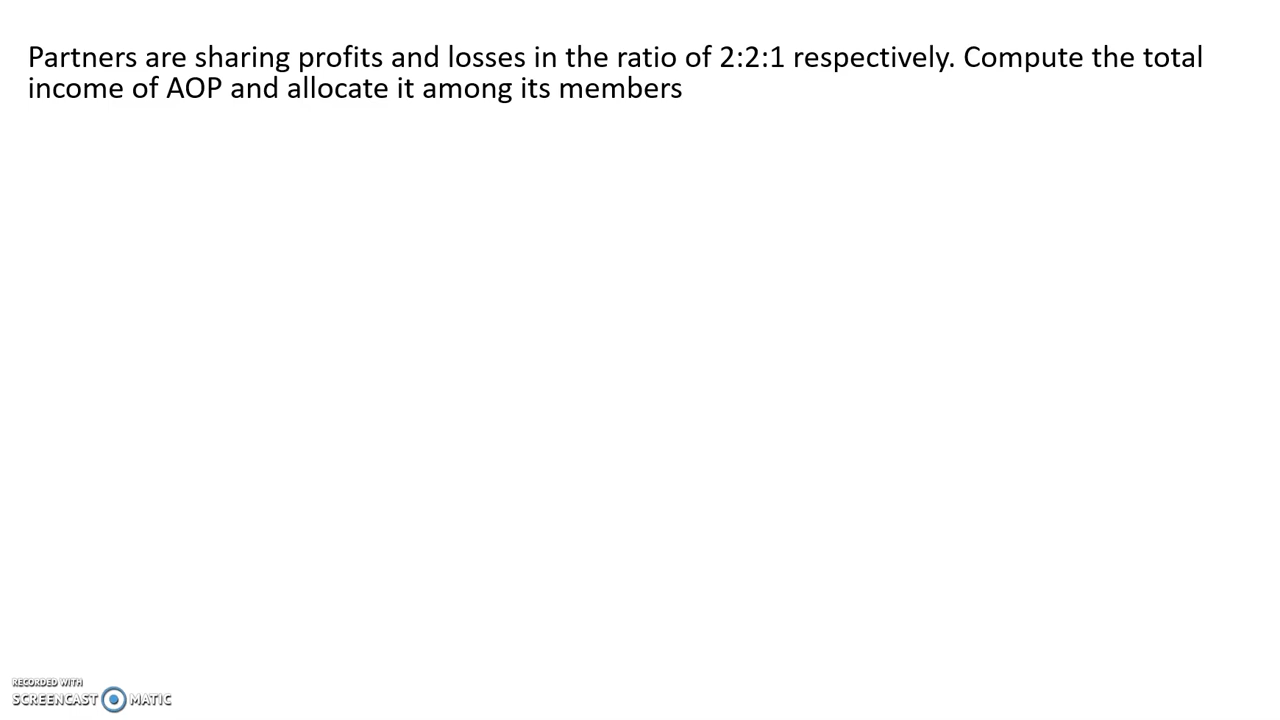 Partners are sharing profits and losses in the ratio of 2:2:1 respectively. Compute the total
income of AOP and allocate it among its members
RECORDED WITH
SCREENCAST MATIC